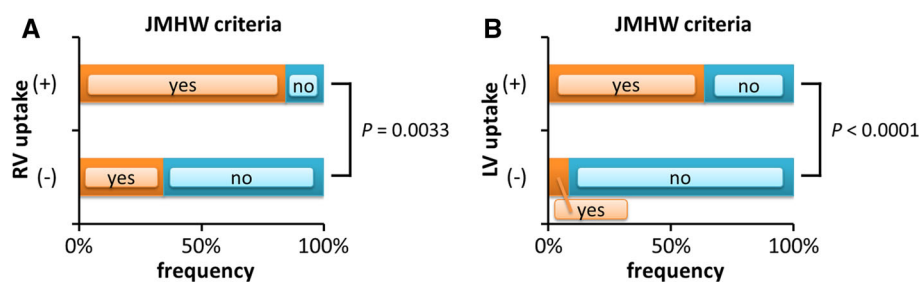 A
JMHW criteria
RV uptake
(+)
yes
no
P = 0.0033
(-)
yes
no
0%
50%
100%
frequency
B
JMHW criteria
LV uptake
(+)
yes
no
P < 0.0001
(-)
no
yes
0%
50%
100%
frequency